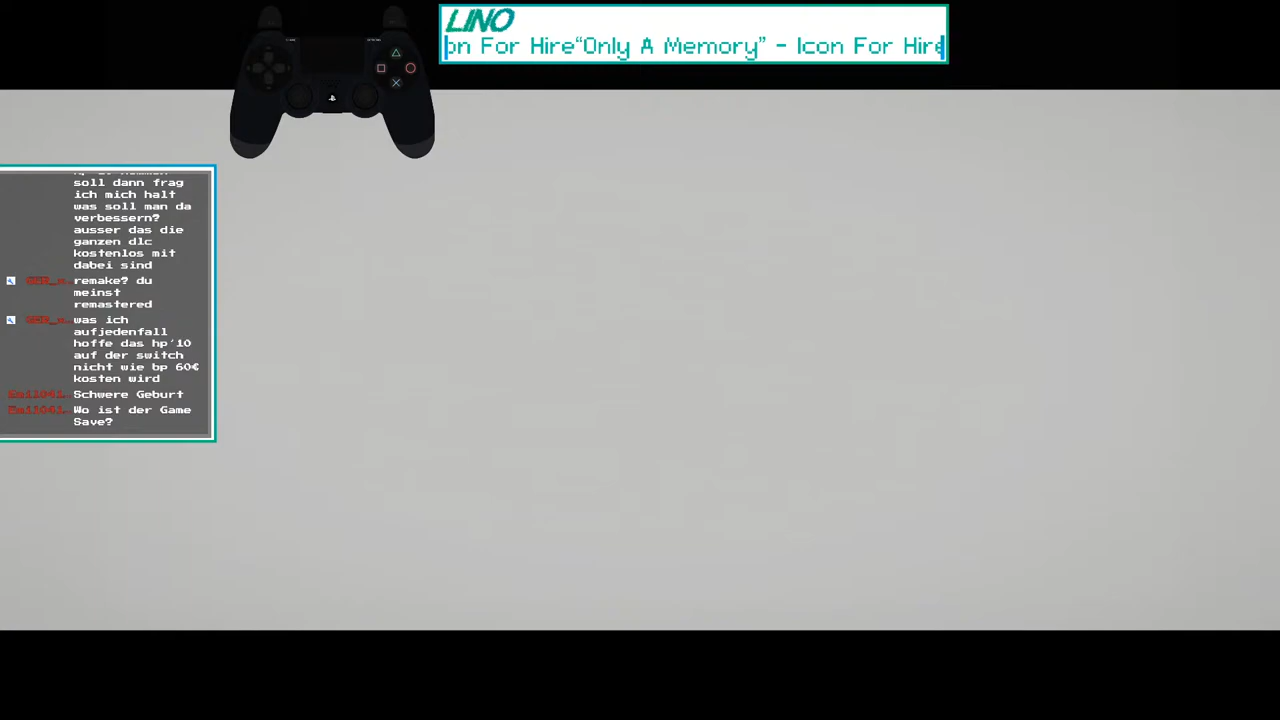 LINO
on For Hire“Only A Memory” - Icon For Hire
soll dann frag
ich mich halt
was soll man da
verbessern?
ausser das die
ganzen dlc
kostenlos mit
dabei sind
remake? du
meinst
remastered
was ich
aufjedenfall
hoffe das hp´10
auf der switch
nicht wie bp 60€
kosten wird
Schwere Geburt
Wo ist der Game
Save?